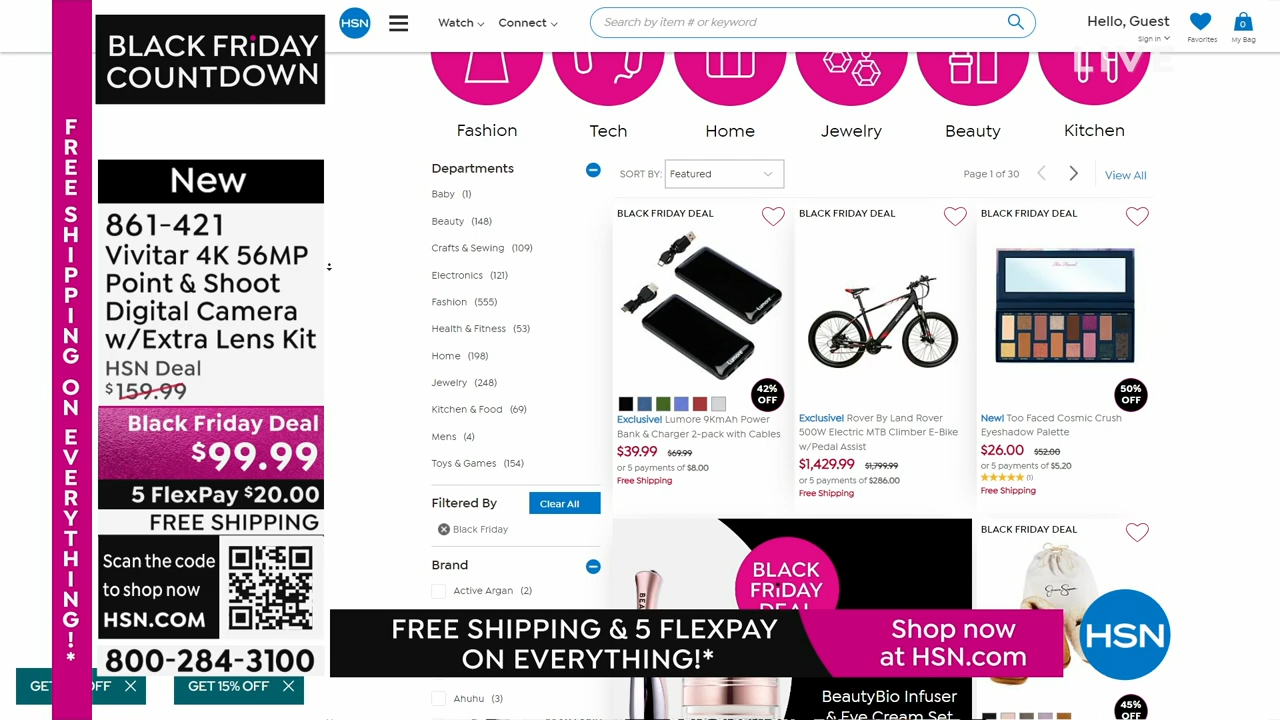 FREE SHIPPING ON EVERYTHING!*
BLACK FRiDAY
COUNTDOWN
New
861-421
Vivitar 4K 56MP
Point & Shoot
Digital Camera
w/Extra Lens Kit
HSN Deal
$159.99
Black Friday Deal
$99.99
5 FlexPay $20.00
FREE SHIPPING
Scan the code
to shop now
HSN.COM
800-284-3100
GET
OFF
GET 15% OFF
HSN
Watch
Connect
Search by item # or keyword
Hello, Guest
Sign in
Favorites
0
My Bag
LIVE
Fashion
Tech
Home
Jewelry
Beauty
Kitchen
Departments
Baby (1)
Beauty (148)
Crafts & Sewing (109)
Electronics (121)
Fashion (555)
Health & Fitness (53)
Home (198)
Jewelry (248)
Kitchen & Food (69)
Mens (4)
Toys & Games (154)
Filtered By
Clear All
Black Friday
Brand
Active Argan (2)
Ahuhu (3)
SORT BY:
Featured
Page 1 of 30
View All
BLACK FRIDAY DEAL
Lumore
Lumore
42%
OFF
Exclusive! Lumore 9KmAh Power
Bank & Charger 2-pack with Cables
$39.99 $69.99
or 5 payments of $8.00
Free Shipping
BLACK FRIDAY DEAL
Exclusive! Rover By Land Rover
500W Electric MTB Climber E-Bike
w/Pedal Assist
$1,429.99 $1,799.99
or 5 payments of $286.00
Free Shipping
BLACK FRIDAY DEAL
50%
OFF
New! Too Faced Cosmic Crush
Eyeshadow Palette
$26.00 $52.00
or 5 payments of $5.20
(1)
Free Shipping
BLACK
FRiDAY
DEAL
BeautyBio Infuser
& Eye Cream Set
BLACK FRIDAY DEAL
45%
OFF
FREE SHIPPING & 5 FLEXPAY
ON EVERYTHING!*
Shop now
at HSN.com
HSN